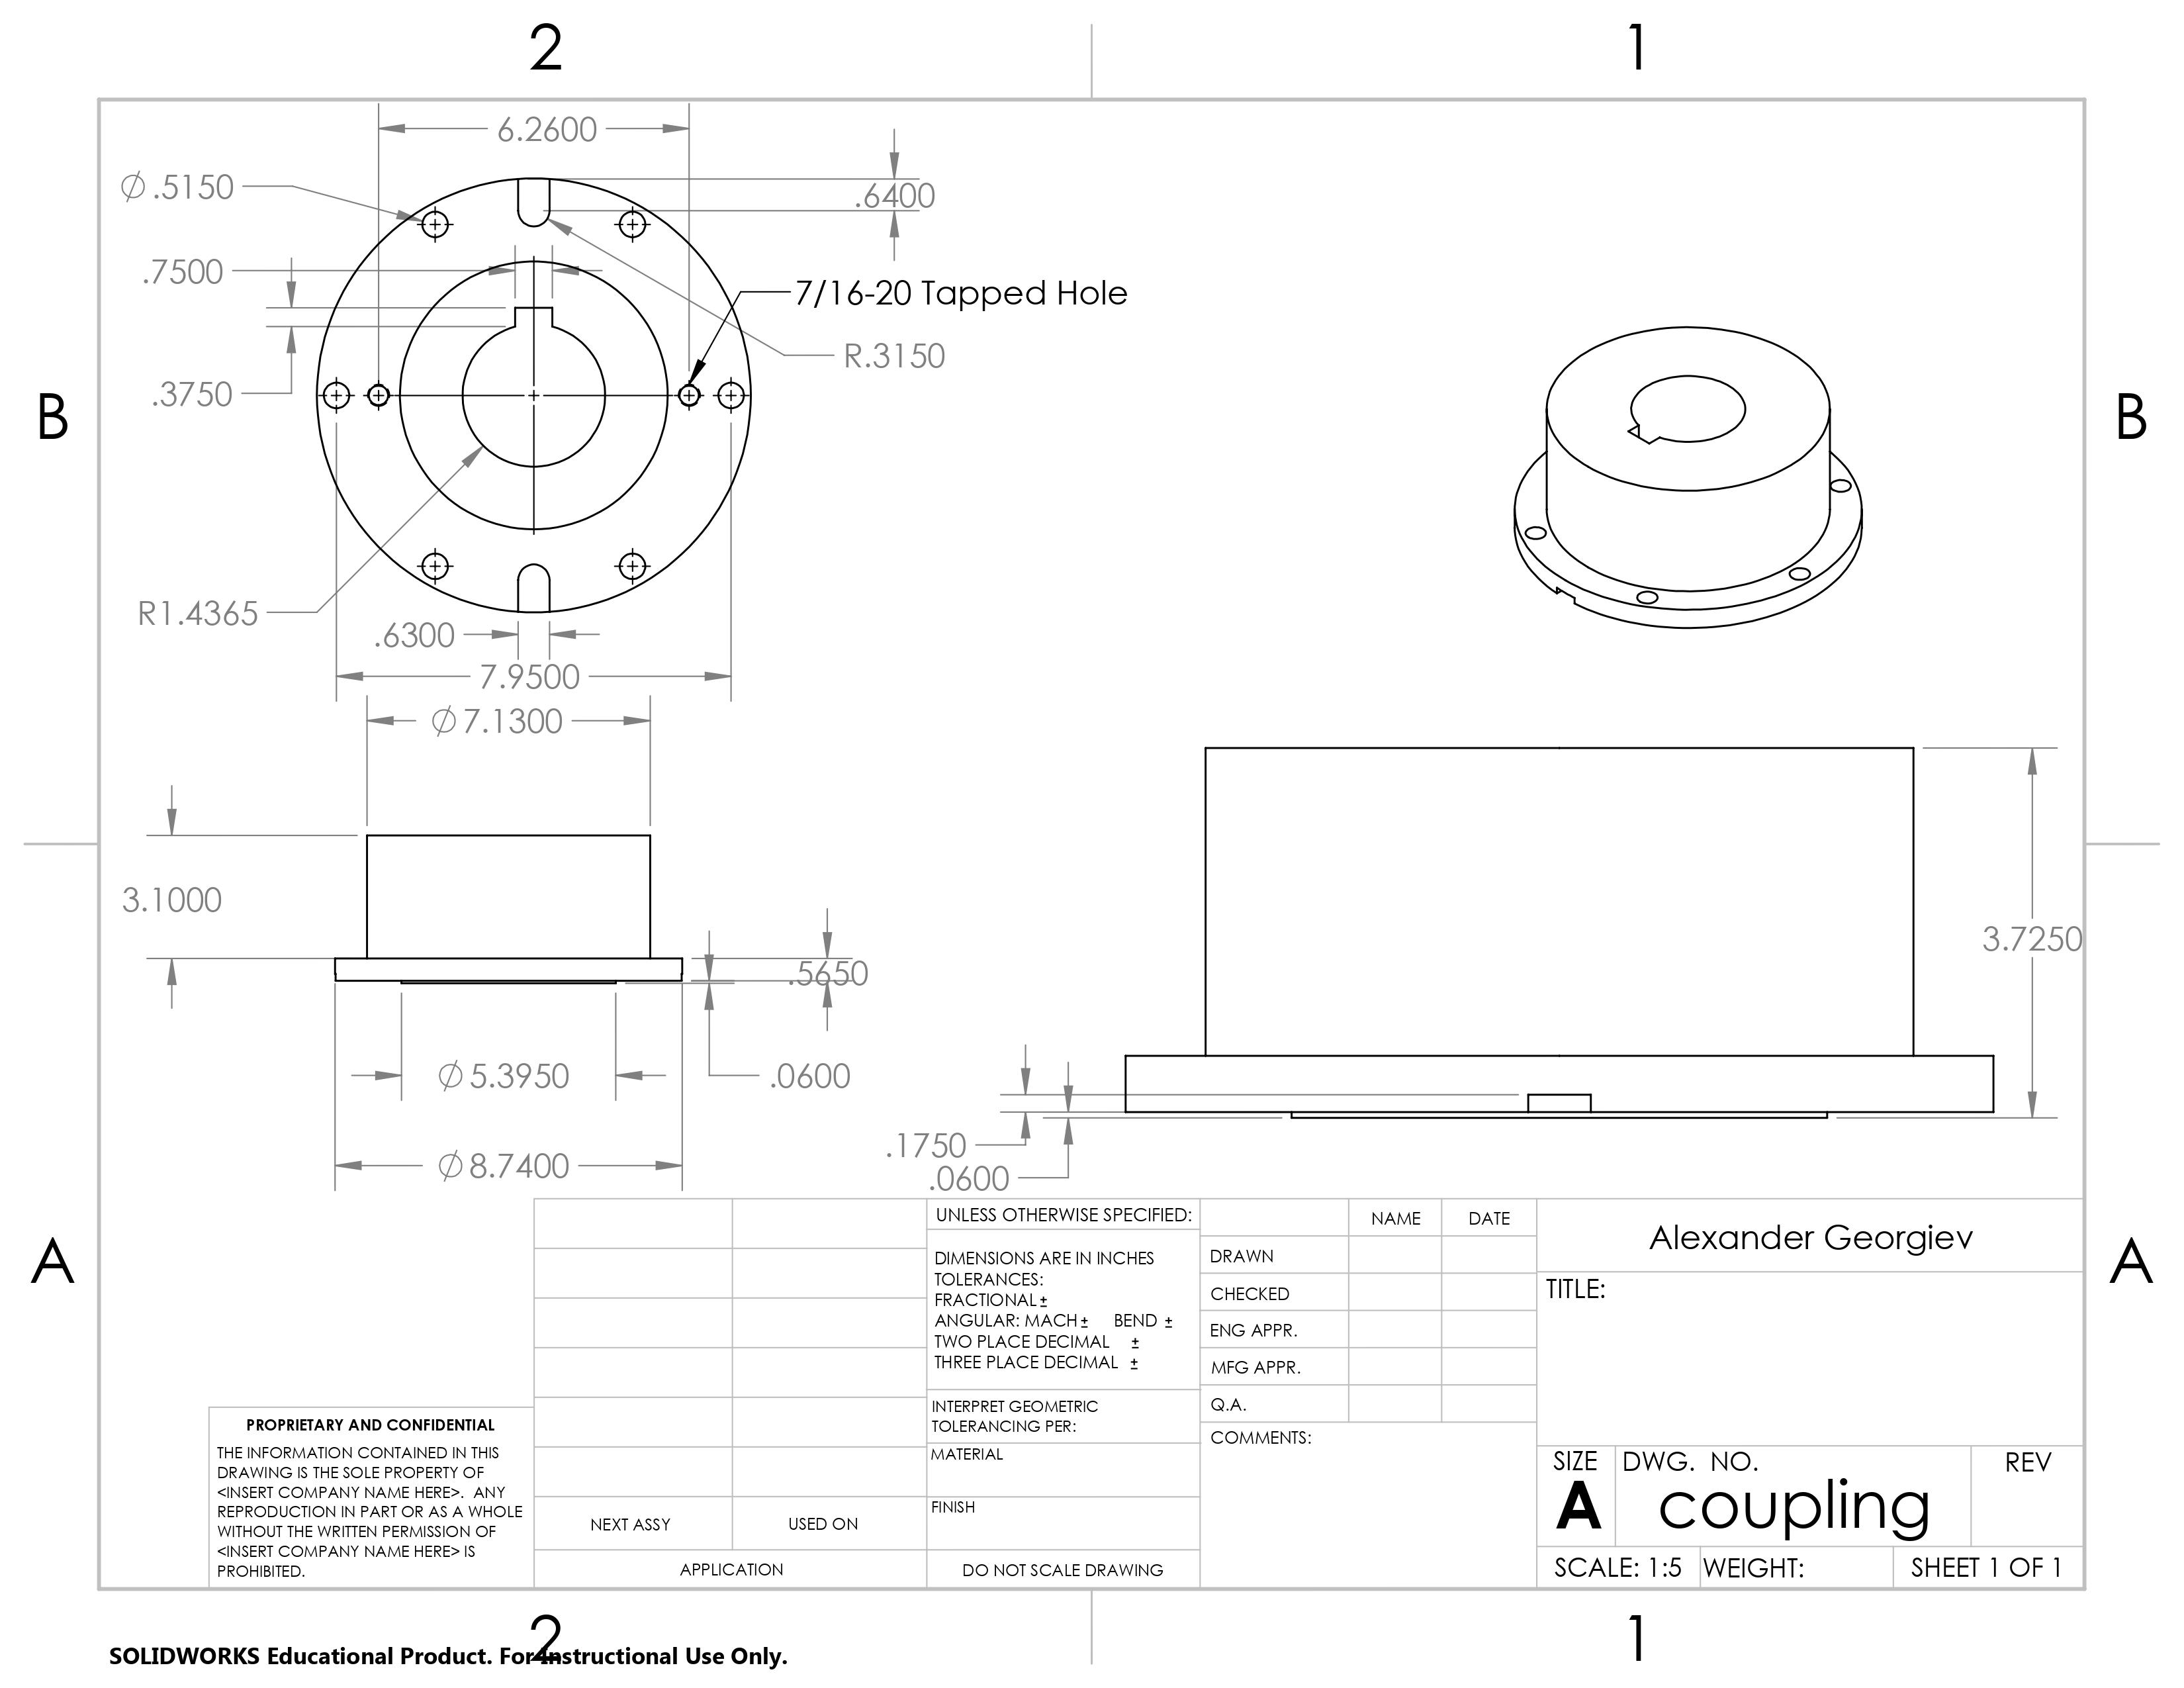 2
1
6.2600
Ø.5150
.6400
.7500
7/16-20 Tapped Hole
R.3150
.3750
B
B
R1.4365
.6300
7.9500
Ø7.1300
3.1000
.5650
3.7250
Ø5.3950
.0600
.1750
Ø8.7400
.0600
A
A
UNLESS OTHERWISE SPECIFIED:
DIMENSIONS ARE IN INCHES
TOLERANCES:
FRACTIONAL±
ANGULAR: MACH± BEND ±
TWO PLACE DECIMAL ±
THREE PLACE DECIMAL ±
INTERPRET GEOMETRIC
TOLERANCING PER:
MATERIAL
FINISH
DO NOT SCALE DRAWING
NAME DATE
DRAWN
CHECKED
ENG APPR.
MFG APPR.
Q.A.
COMMENTS:
Alexander Georgiev
TITLE:
SIZE
A
DWG. NO.
coupling
REV
SCALE: 1:5
WEIGHT:
SHEET 1 OF 1
PROPRIETARY AND CONFIDENTIAL
THE INFORMATION CONTAINED IN THIS
DRAWING IS THE SOLE PROPERTY OF
<INSERT COMPANY NAME HERE>. ANY
REPRODUCTION IN PART OR AS A WHOLE
WITHOUT THE WRITTEN PERMISSION OF
<INSERT COMPANY NAME HERE> IS
PROHIBITED.
NEXT ASSY
USED ON
APPLICATION
2
1
SOLIDWORKS Educational Product. For Instructional Use Only.